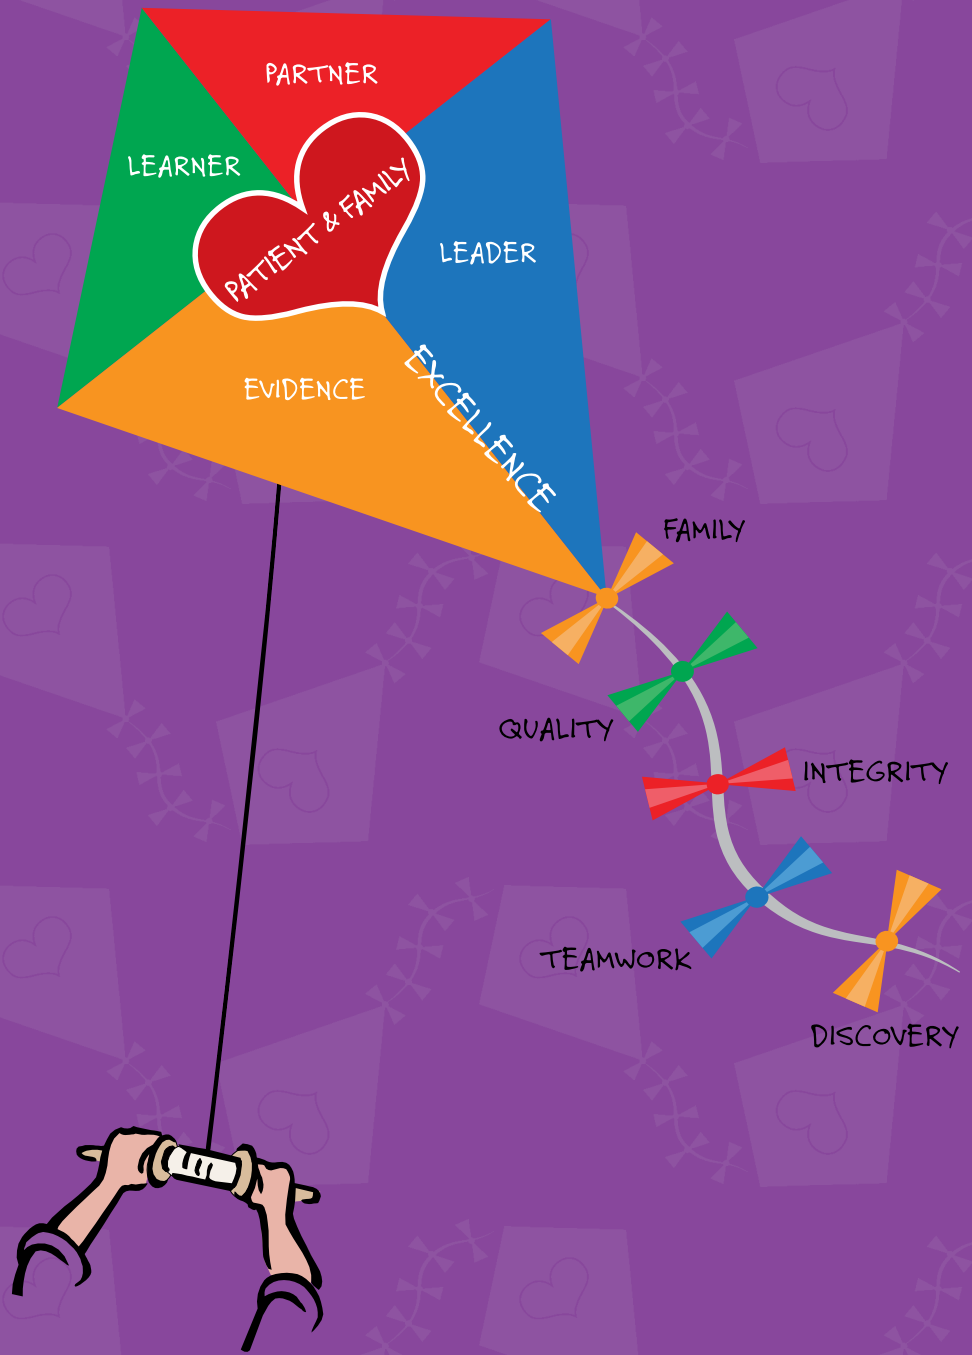 PARTNER
LEARNER
PATIENT & FAMILY
LEADER
EVIDENCE
EXCELLENCE
FAMILY
QUALITY
INTEGRITY
TEAMWORK
DISCOVERY